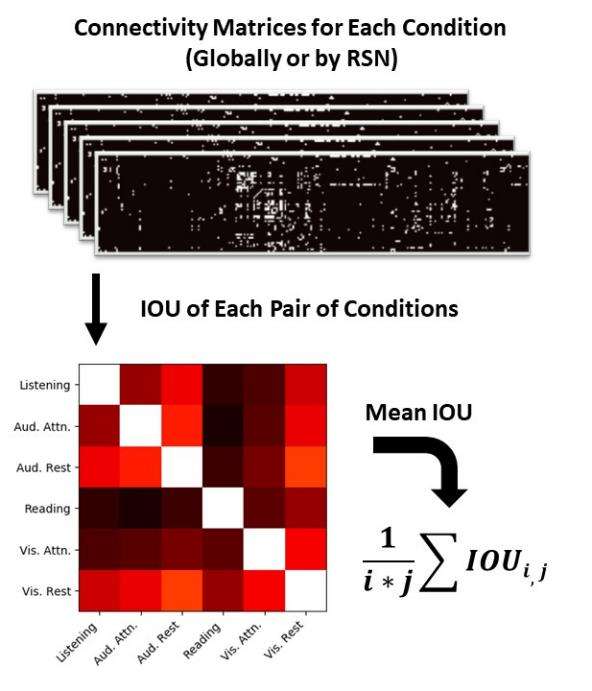 Connectivity Matrices for Each Condition
(Globally or by RSN)
IOU of Each Pair of Conditions
Listening
Aud. Attn.
Aud. Rest
Reading
Vis. Attn.
Vis. Rest
Listening
Aud. Attn.
Aud. Rest
Reading
Vis. Attn.
Vis. Rest
Mean IOU
1
i * j ∑ IOU i, j